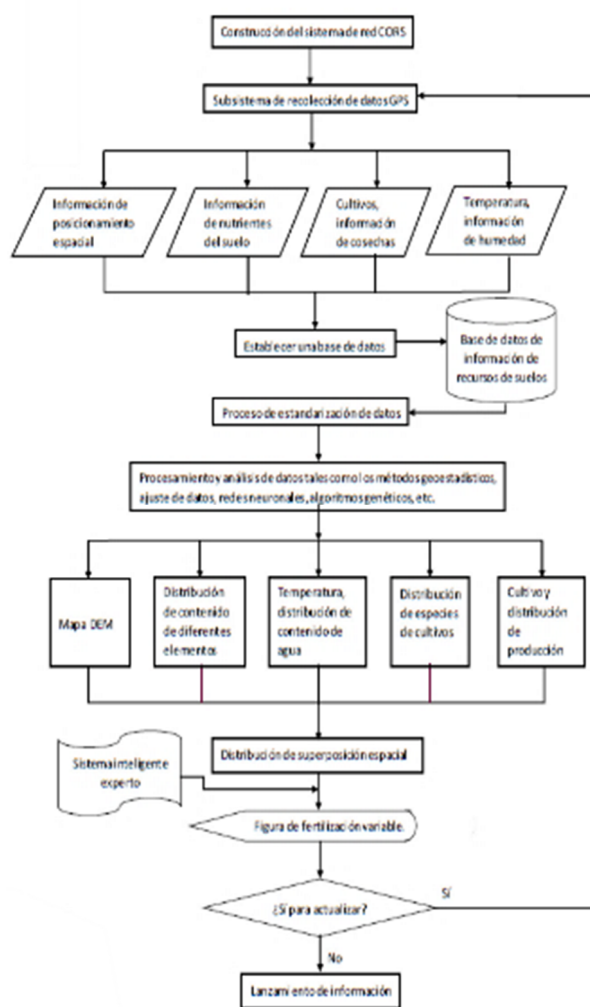 Construcción del sistema de red CORS
Subsistema de recolección de datos GPS
Información de
posicionamiento
espacial
Información
de nutrientes
del suelo
Cultivos,
información
de cosechas
Temperatura,
información
de humedad
Establecer una base de datos
Base de datos de
información de
recursos de suelos
Proceso de estandarización de datos
Procesamiento y análisis de datos tales como los métodos geoestadísticos,
ajuste de datos, redes neuronales, algoritmos genéticos, etc.
Mapa DEM
Distribución
de contenido
de diferentes
elementos
Temperatura,
distribución de
contenido de
agua
Distribución
de especies
de cultivos
Cultivo y
distribución
de
producción
Distribución de superposición espacial
Sistema inteligente
experto
Figura de fertilización variable.
¿Sí para actualizar?
Sí
No
Lanzamiento de información